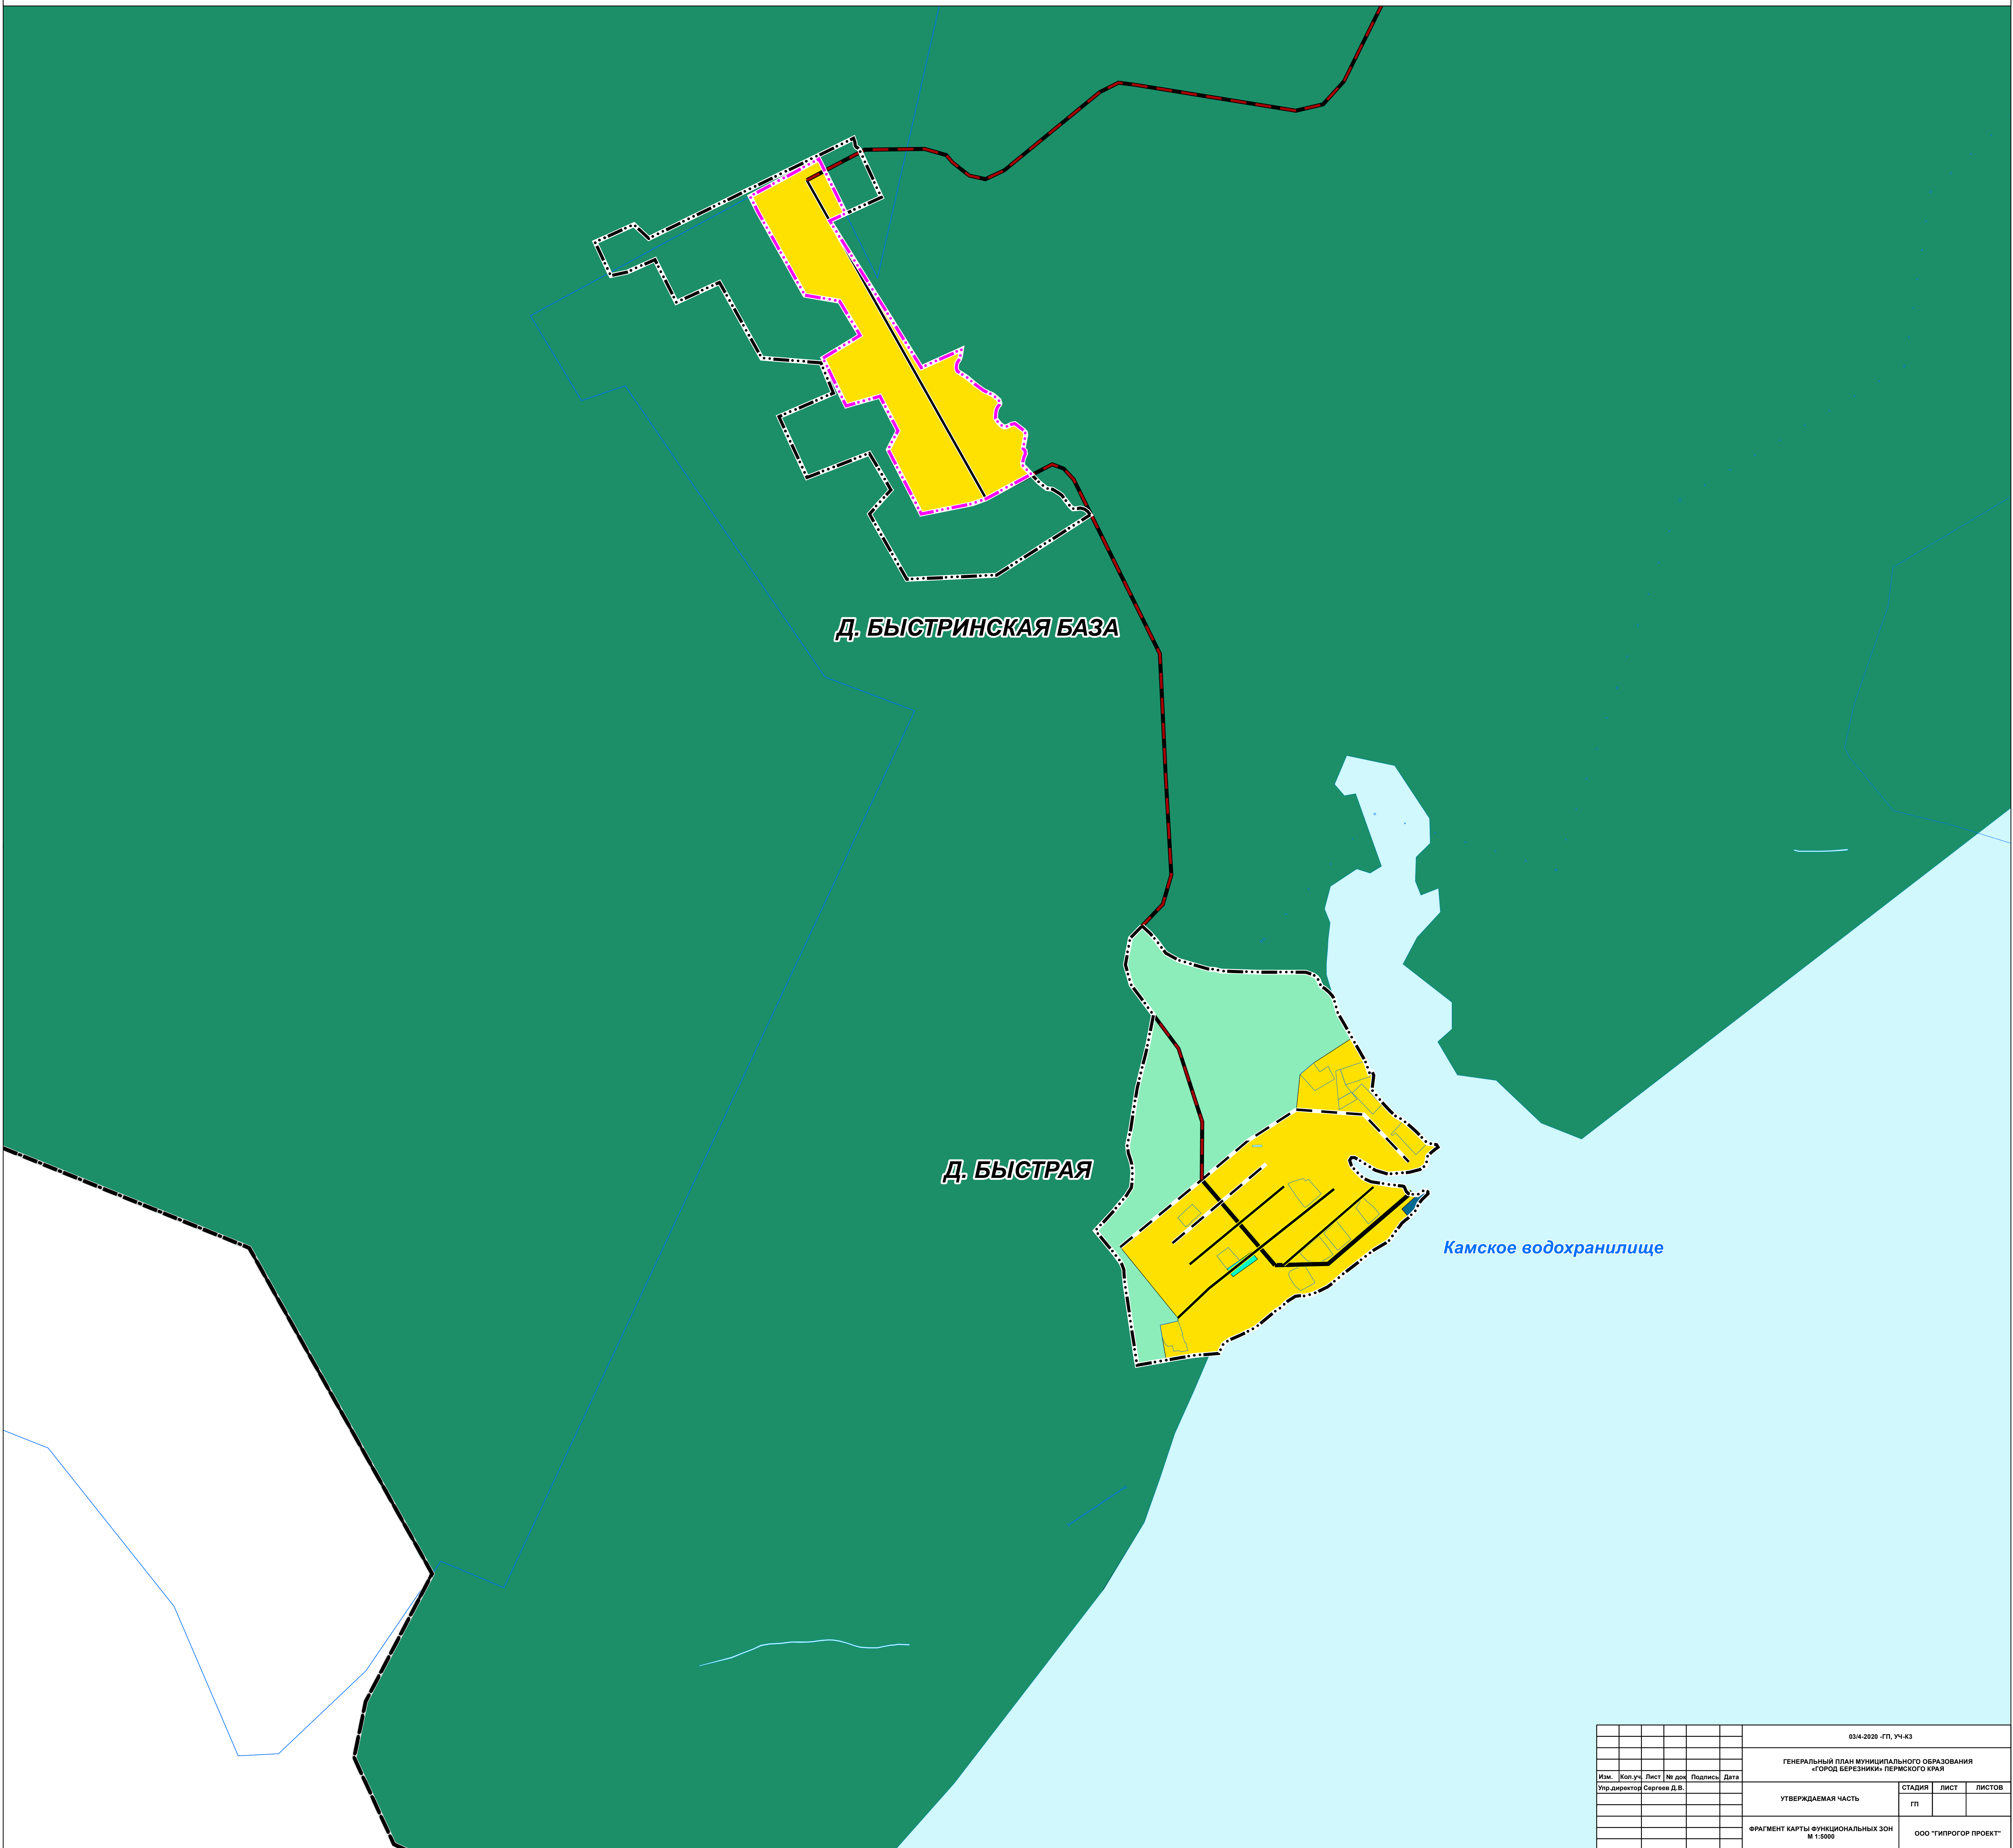 Д. БЫСТРИНСКАЯ БАЗА
Д. БЫСТРАЯ
Камское водохранилище
03/4-2020 -ГП, УЧ-КЗ
ГЕНЕРАЛЬНЫЙ ПЛАН МУНИЦИПАЛЬНОГО ОБРАЗОВАНИЯ
«ГОРОД БЕРЕЗНИКИ» ПЕРМСКОГО КРАЯ
Изм. Кол.уч Лист № док Подпись Дата
Упр.директор Сергеев Д.В.
УТВЕРЖДАЕМАЯ ЧАСТЬ
СТАДИЯ ЛИСТ ЛИСТОВ
ГП
ФРАГМЕНТ КАРТЫ ФУНКЦИОНАЛЬНЫХ ЗОН
М 1:5000
ООО "ГИПРОГОР ПРОЕКТ"